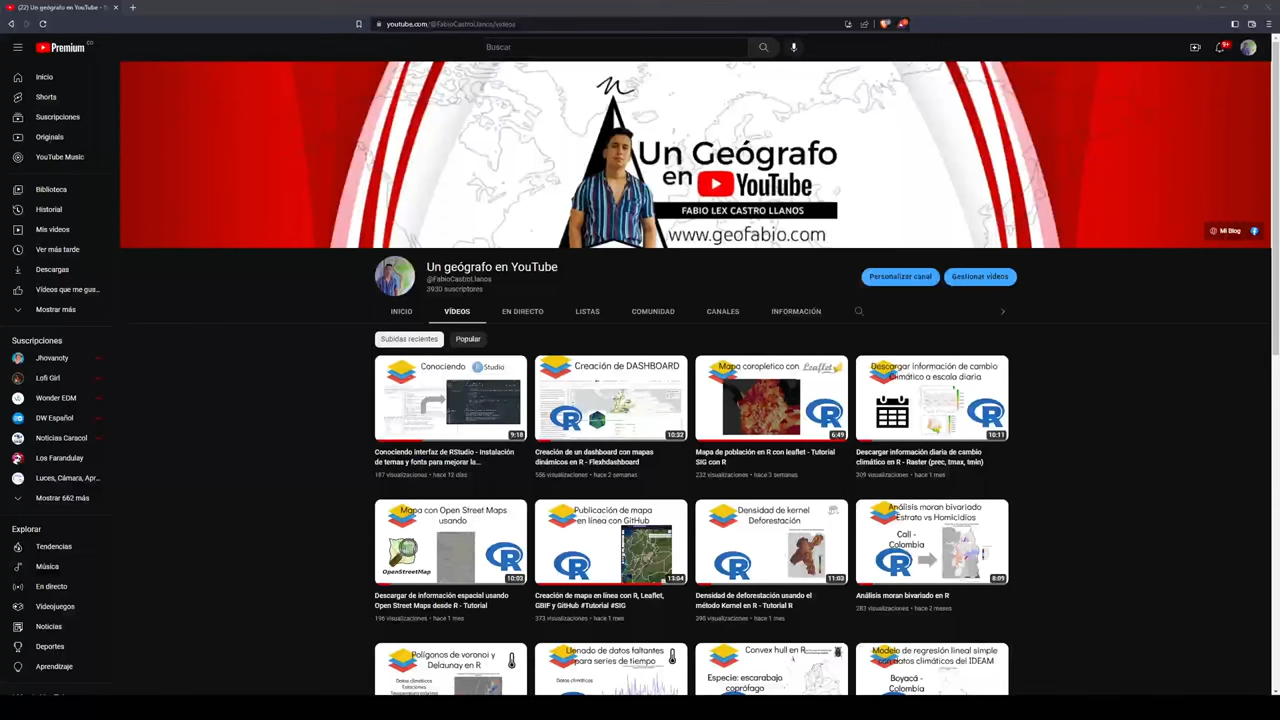 (22) Un geógrafo en YouTube - Y
youtube.com/@FabioCastroLlanos/videos
Premium
CO
Buscar
9+
Inicio
Shorts
Suscripciones
Originals
YouTube Music
Biblioteca
Historial
Mis vídeos
Ver más tarde
Descargas
Vídeos que me gus...
Mostrar más
Suscripciones
Jhovanoty
Lofi Girl
Wonder EDM
DW Español
Noticias Caracol
Los Farandulay
Luces, Cámara, Apr...
Mostrar 662 más
Explorar
Tendencias
Música
En directo
Videojuegos
Noticias
Deportes
Aprendizaje
Un Geógrafo
en YouTube
FABIO LEX CASTRO LLANOS
www.geofabio.com
Mi Blog
Un geógrafo en YouTube
@FabioCastroLlanos
3930 suscriptores
Personalizar canal
Gestionar vídeos
INICIO
VÍDEOS
EN DIRECTO
LISTAS
COMUNIDAD
CANALES
INFORMACIÓN
Subidas recientes
Popular
Conociendo R Studio
9:18
Conociendo interfaz de RStudio - Instalación
de temas y fonts para mejorar la...
187 visualizaciones • hace 12 días
Creación de DASHBOARD
R
10:32
Creación de un dashboard con mapas
dinámicos en R - Flexhdashboard
556 visualizaciones • hace 2 semanas
Mapa coroplético con Leaflet
R
6:49
Mapa de población en R con leaflet - Tutorial
SIG con R
232 visualizaciones • hace 3 semanas
Descargar información de cambio
Climático a escala diaria
R
10:11
Descargar información diaria de cambio
climático en R - Raster (prec, tmax, tmin)
309 visualizaciones • hace 1 mes
Mapa con Open Street Maps
usando
OpenStreetMap
R
10:03
Descargar de información espacial usando
Open Street Maps desde R - Tutorial
196 visualizaciones • hace 1 mes
Publicación de mapa
en línea con GitHub
R
13:04
Creación de mapa en línea con R, Leaflet,
GBIF y GitHub #Tutorial #SIG
373 visualizaciones • hace 1 mes
Densidad de kernel
Deforestación
R
11:03
Densidad de deforestación usando el
método Kernel en R - Tutorial R
398 visualizaciones • hace 1 mes
Análisis moran bivariado
Estrato vs Homicidios
Cali -
Colombia
R
8:09
Análisis moran bivariado en R
283 visualizaciones • hace 2 meses
Polígonos de voronoi y
Delaunay en R
Datos climáticos
Estaciones
Llenado de datos faltantes
para series de tiempo
Datos climáticos
Convex hull en R
Especie: escarabajo
coprófago
Modelo de regresión lineal simple
con datos climáticos del IDEAM
Boyacá -
Colombia